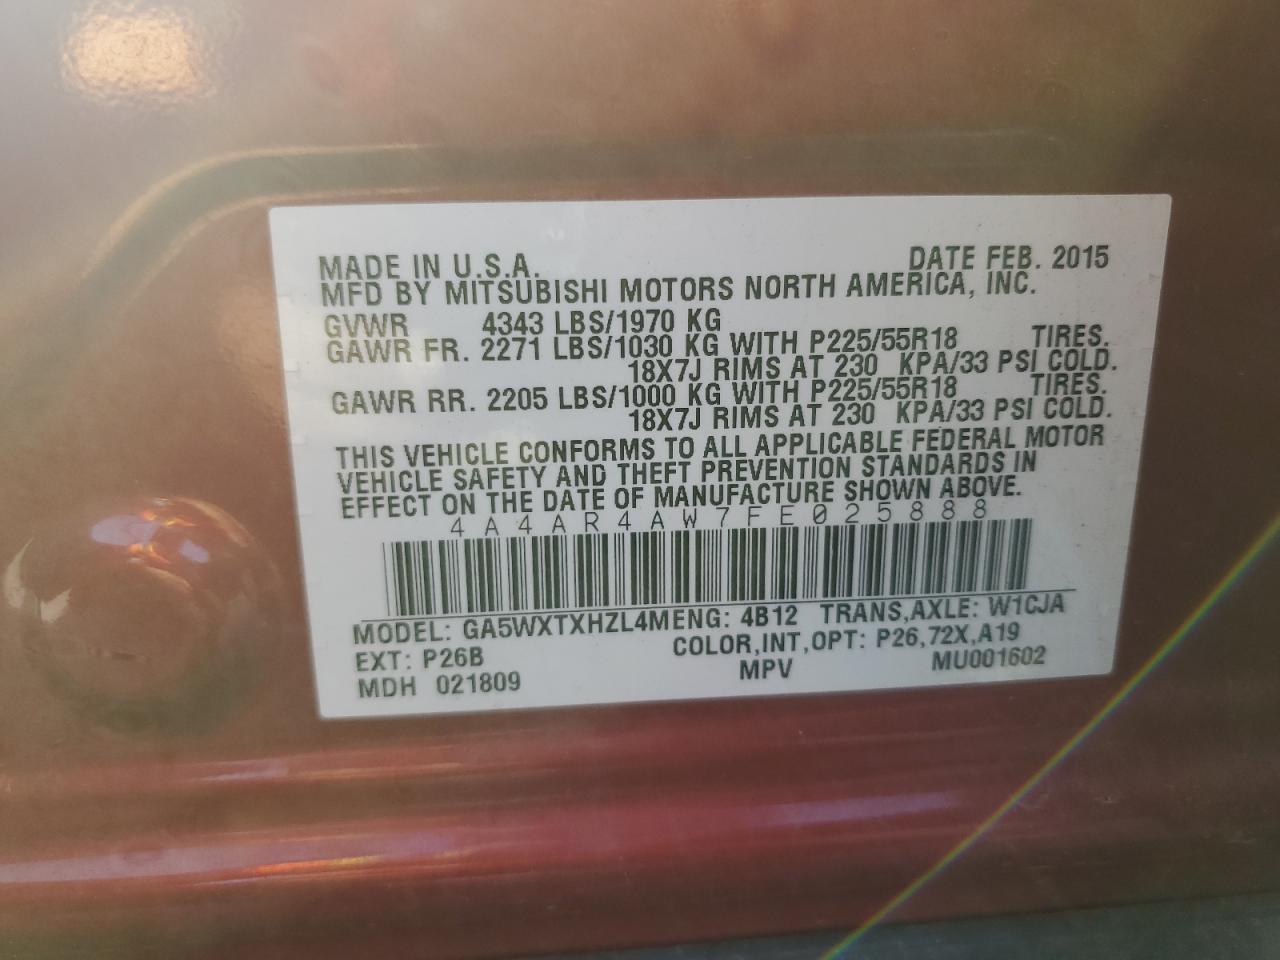 MADE IN U.S.A. DATE FEB. 2015
MFD BY MITSUBISHI MOTORS NORTH AMERICA, INC.
GVWR 4343 LBS/1970 KG
GAWR FR. 2271 LBS/1030 KG WITH P225/55R18 TIRES.
18X7J RIMS AT 230 KPA/33 PSI COLD.
GAWR RR. 2205 LBS/1000 KG WITH P225/55R18 TIRES.
18X7J RIMS AT 230 KPA/33 PSI COLD.
THIS VEHICLE CONFORMS TO ALL APPLICABLE FEDERAL MOTOR
VEHICLE SAFETY AND THEFT PREVENTION STANDARDS IN
EFFECT ON THE DATE OF MANUFACTURE SHOWN ABOVE.
4A4AR4AW7FE025888
MODEL: GA5WXTXHZL4MENG: 4B12 TRANS,AXLE: W1CJA
EXT: P26B COLOR,INT,OPT: P26,72X,A19
MDH 021809 MPV MU001602